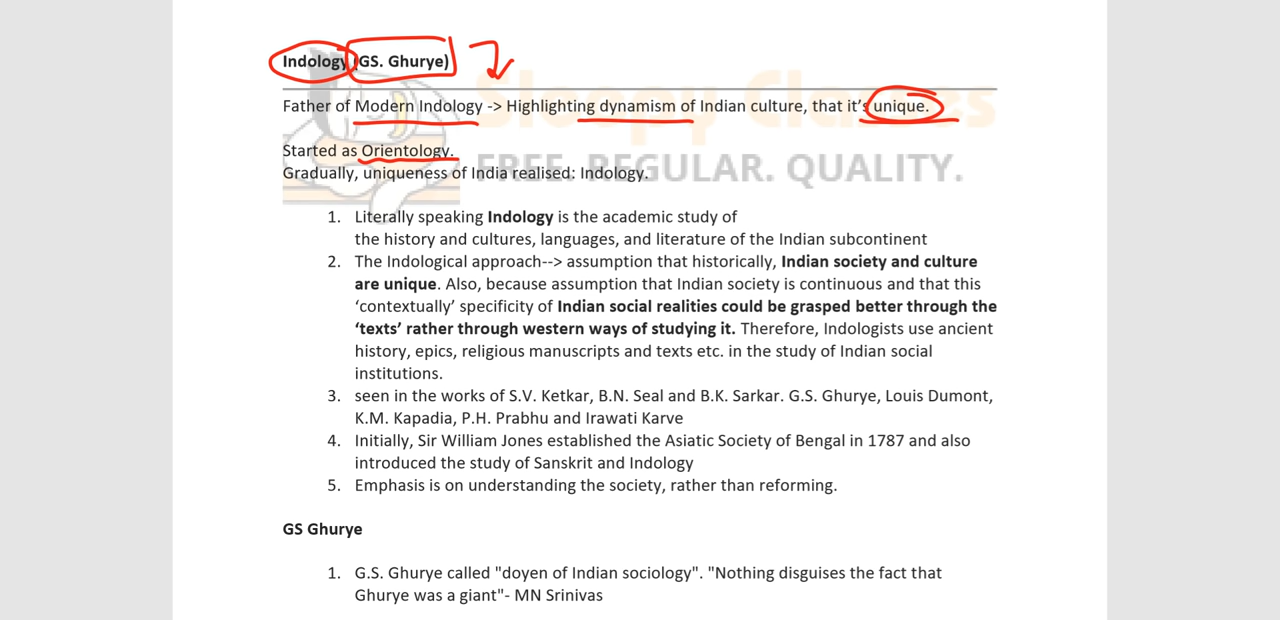 Indology (GS. Ghurye)
Sleepy Classes
Father of Modern Indology -> Highlighting dynamism of Indian culture, that it's unique.
Started as Orientology.
FREE. REGULAR. QUALITY.
Gradually, uniqueness of India realised: Indology.
1. Literally speaking Indology is the academic study of
the history and cultures, languages, and literature of the Indian subcontinent
2. The Indological approach--> assumption that historically, Indian society and culture
are unique. Also, because assumption that Indian society is continuous and that this
‘contextually’ specificity of Indian social realities could be grasped better through the
‘texts’ rather through western ways of studying it. Therefore, Indologists use ancient
history, epics, religious manuscripts and texts etc. in the study of Indian social
institutions.
3. seen in the works of S.V. Ketkar, B.N. Seal and B.K. Sarkar. G.S. Ghurye, Louis Dumont,
K.M. Kapadia, P.H. Prabhu and Irawati Karve
4. Initially, Sir William Jones established the Asiatic Society of Bengal in 1787 and also
introduced the study of Sanskrit and Indology
5. Emphasis is on understanding the society, rather than reforming.
GS Ghurye
1. G.S. Ghurye called "doyen of Indian sociology". "Nothing disguises the fact that
Ghurye was a giant"- MN Srinivas